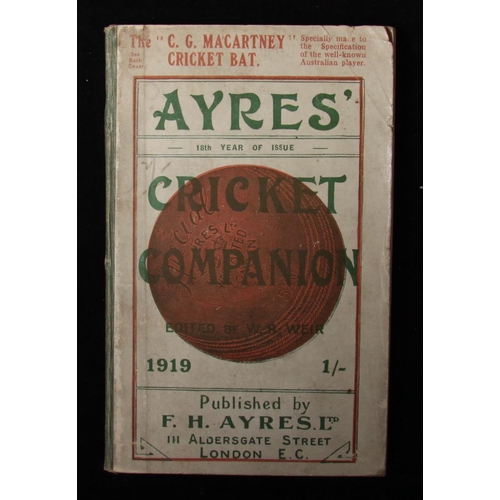 The "C. G. MACARTNEY"
CRICKET BAT.
Specially made to
the Specification
of the well-known
Australian player.
AYRES'
18th YEAR OF ISSUE
CRICKET
COMPANION
EDITED BY W. R. WEIR
1919 1/-
Published by
F. H. AYRES. LTD
111 ALDERSGATE STREET
LONDON E.C.